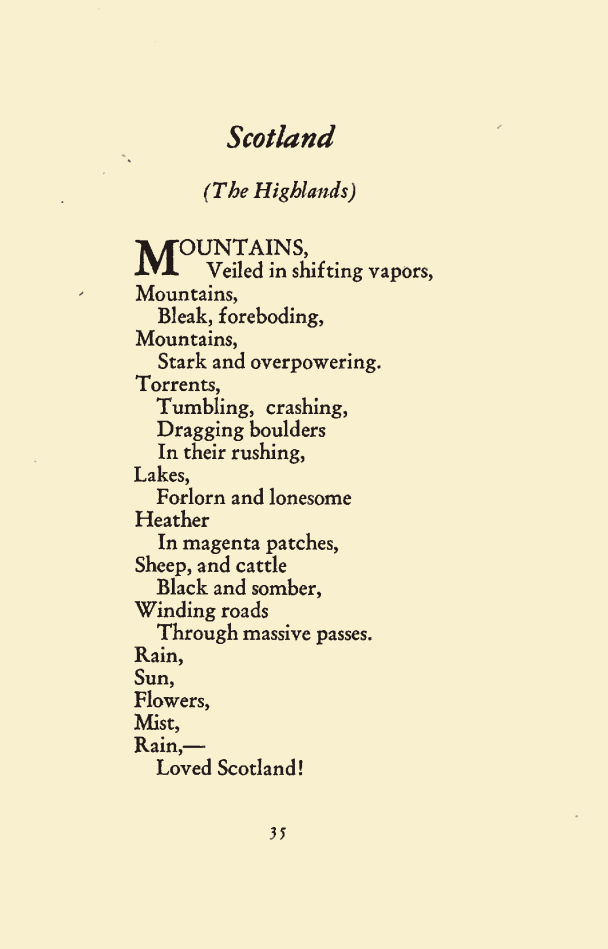 Scotland
(The Highlands)
MOUNTAINS,
Veiled in shifting vapors,
Mountains,
Bleak, foreboding,
Mountains,
Stark and overpowering.
Torrents,
Tumbling, crashing,
Dragging boulders
In their rushing,
Lakes,
Forlorn and lonesome
Heather
In magenta patches,
Sheep, and cattle
Black and somber,
Winding roads
Through massive passes.
Rain,
Sun,
Flowers,
Mist,
Rain,—
Loved Scotland!
35